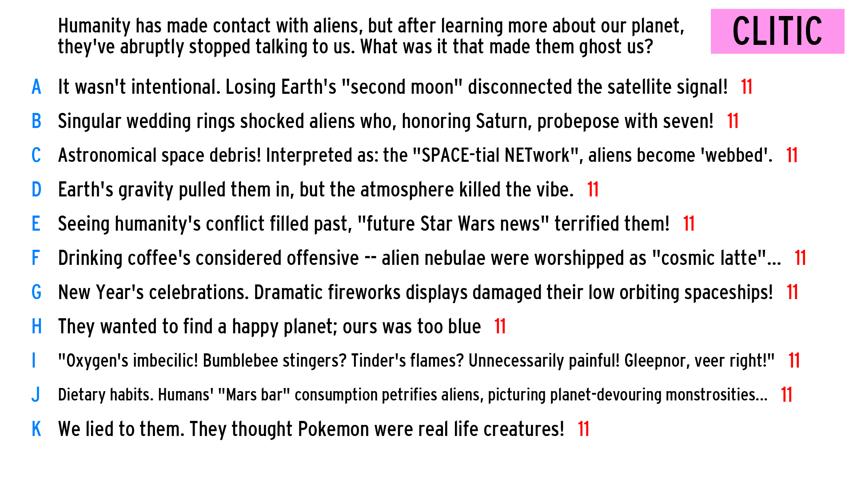 Humanity has made contact with aliens, but after learning more about our planet,
they've abruptly stopped talking to us. What was it that made them ghost us?
CLITIC
A It wasn't intentional. Losing Earth's "second moon" disconnected the satellite signal! 11
B Singular wedding rings shocked aliens who, honoring Saturn, probepose with seven! 11
C Astronomical space debris! Interpreted as: the "SPACE-tial NETwork", aliens become 'webbed'. 11
D Earth's gravity pulled them in, but the atmosphere killed the vibe. 11
E Seeing humanity's conflict filled past, "future Star Wars news" terrified them! 11
F Drinking coffee's considered offensive -- alien nebulae were worshipped as "cosmic latte"... 11
G New Year's celebrations. Dramatic fireworks displays damaged their low orbiting spaceships! 11
H They wanted to find a happy planet; ours was too blue 11
I "Oxygen's imbecilic! Bumblebee stingers? Tinder's flames? Unnecessarily painful! Gleepnor, veer right!" 11
J Dietary habits. Humans' "Mars bar" consumption petrifies aliens, picturing planet-devouring monstrosities... 11
K We lied to them. They thought Pokemon were real life creatures! 11